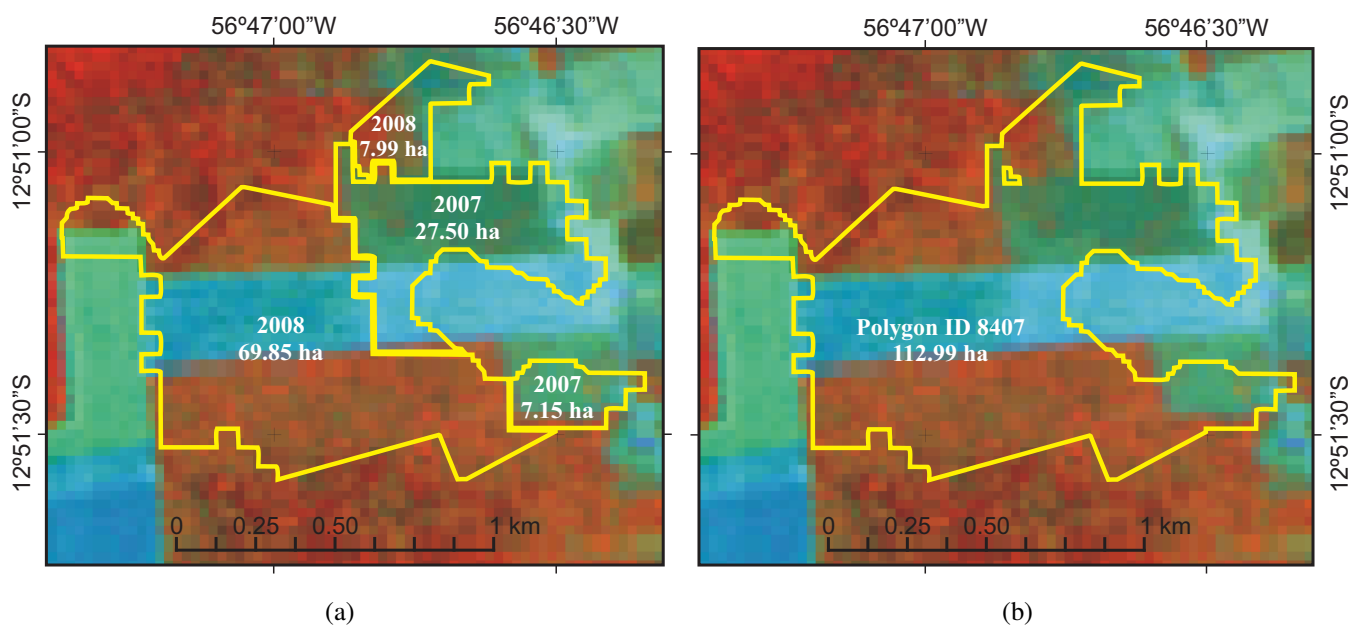 56º47'00"W 56º46'30"W
56º47'00"W 56º46'30"W
12º51'00"S
12º51'30"S
2008
7.99 ha
2007
27.50 ha
2008
69.85 ha
2007
7.15 ha
0 0.25 0.50 1 km
(a)
Polygon ID 8407
112.99 ha
0 0.25 0.50 1 km
12º51'00"S
12º51'30"S
(b)